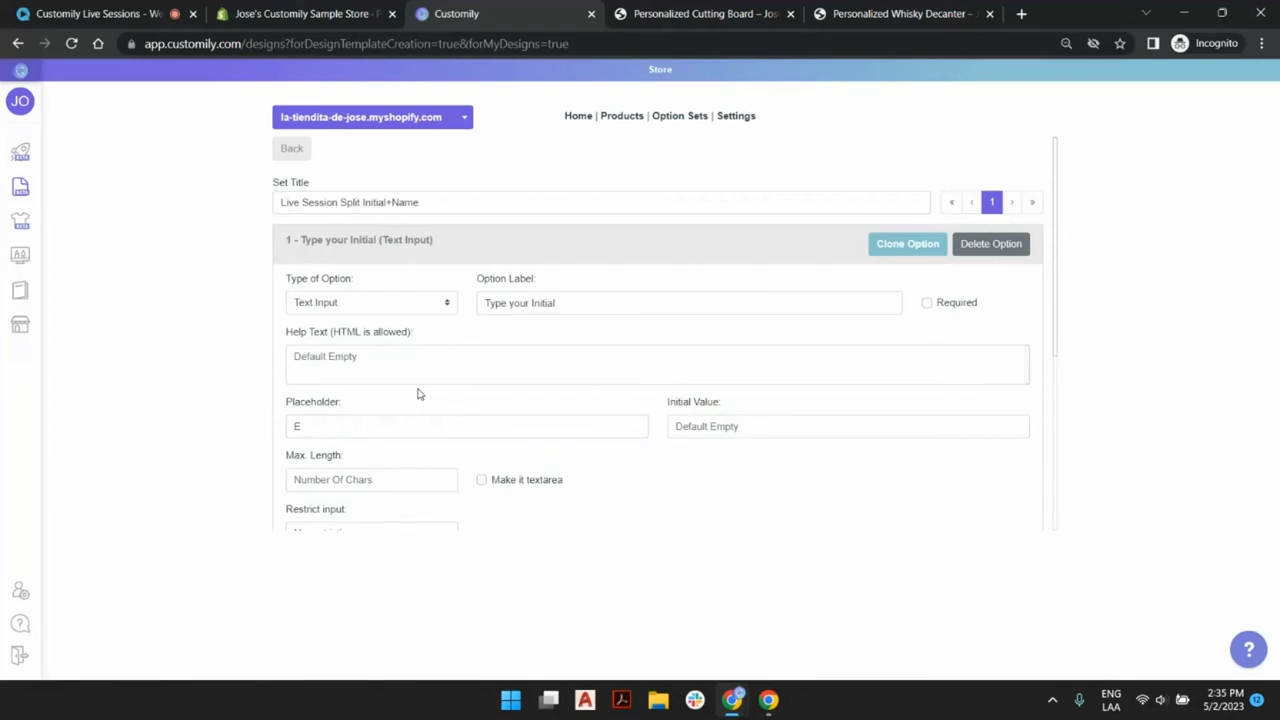 Customily Live Sessions - We
Jose's Customily Sample Store · P
Customily
Personalized Cutting Board – Jos
Personalized Whisky Decanter –
app.customily.com/designs?forDesignTemplateCreation=true&forMyDesigns=true
Incognito
Store
JO
la-tiendita-de-jose.myshopify.com
Home | Products | Option Sets | Settings
Back
Set Title
Live Session Split Initial+Name
« ‹ 1 › »
1 - Type your Initial (Text Input)
Clone Option
Delete Option
Type of Option:
Option Label:
Text Input
Type your Initial
Required
Help Text (HTML is allowed):
Default Empty
Placeholder:
Initial Value:
E
Default Empty
Max. Length:
Number Of Chars
Make it textarea
Restrict input:
?
ENG
LAA
2:35 PM
5/2/2023
12